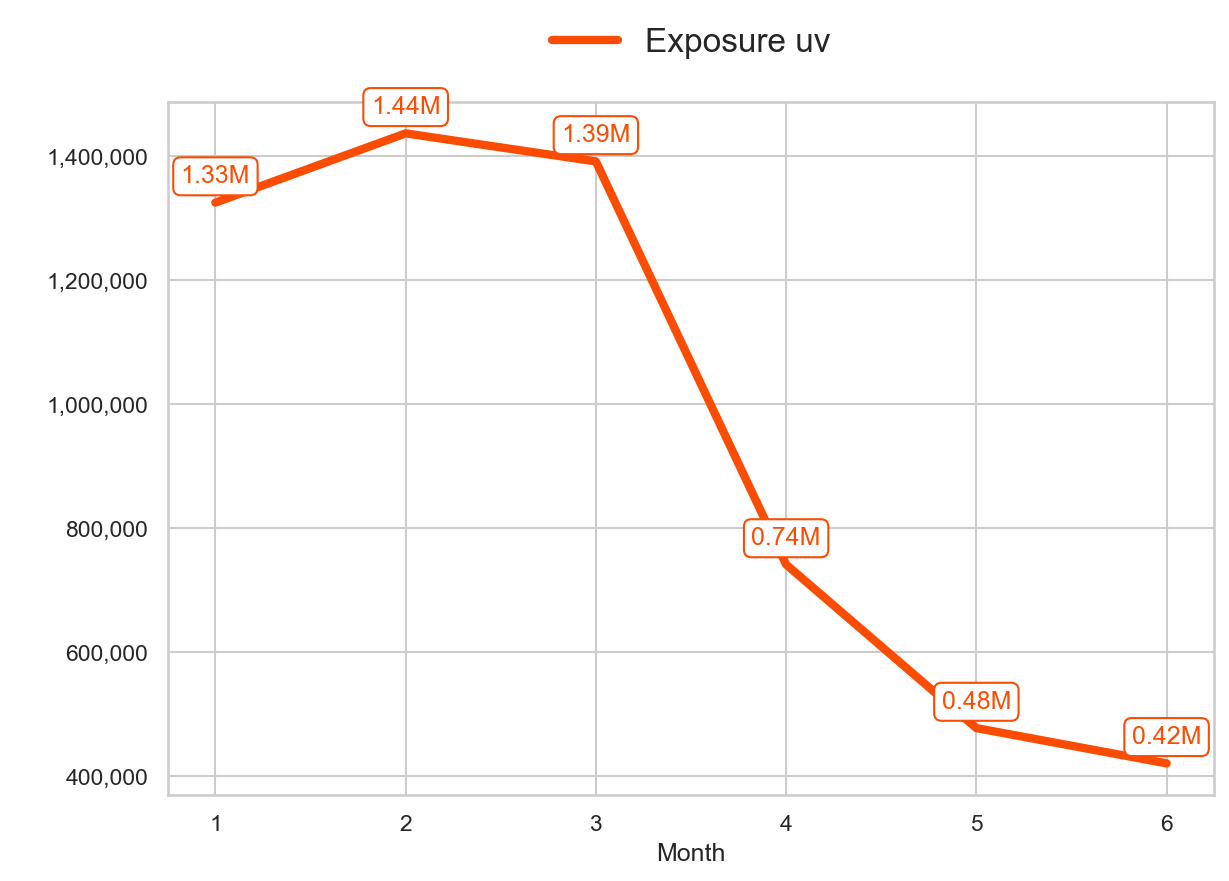 Exposure uv
1.44M
1.39M
1.33M
1,400,000
1,200,000
1,000,000
800,000
0.74M
600,000
0.48M
0.42M
400,000
1 2 3 4 5 6
Month